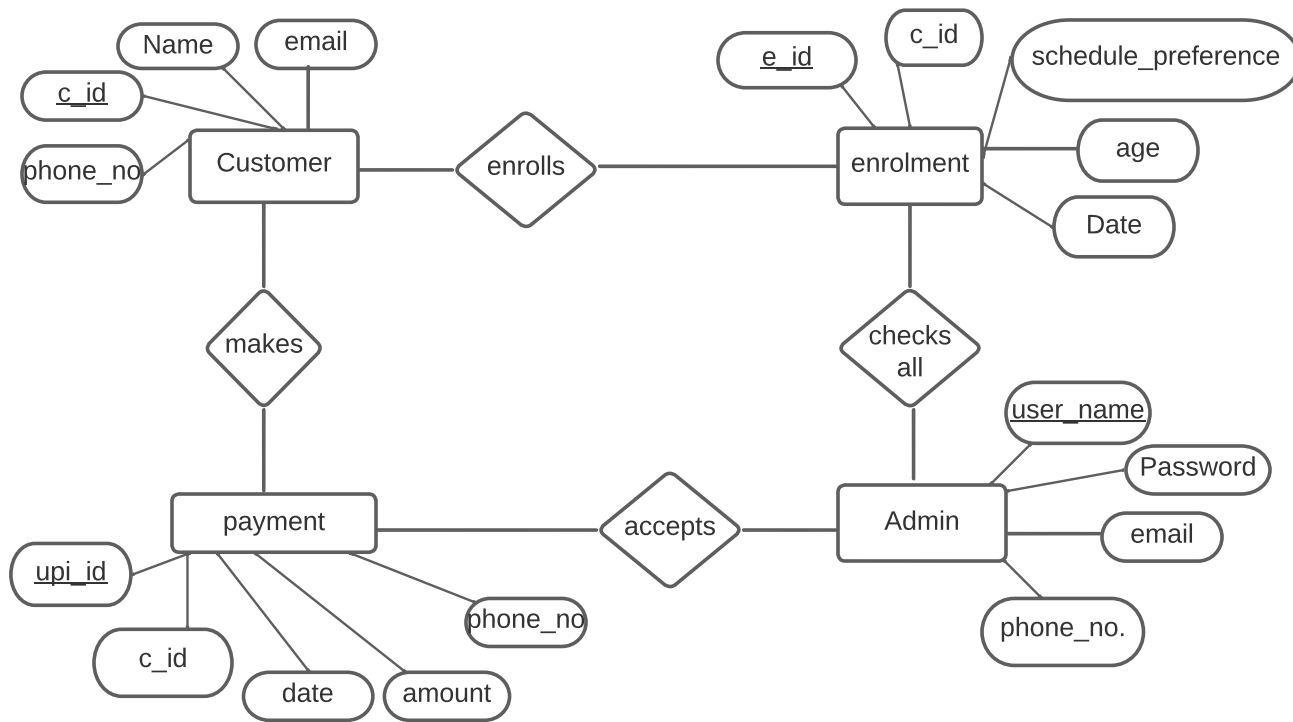 Name
email
c_id
phone_no
Customer
enrolls
e_id
c_id
schedule_preference
enrolment
age
Date
makes
checks
all
user_name
Password
payment
accepts
Admin
email
upi_id
phone_no
phone_no.
c_id
date
amount